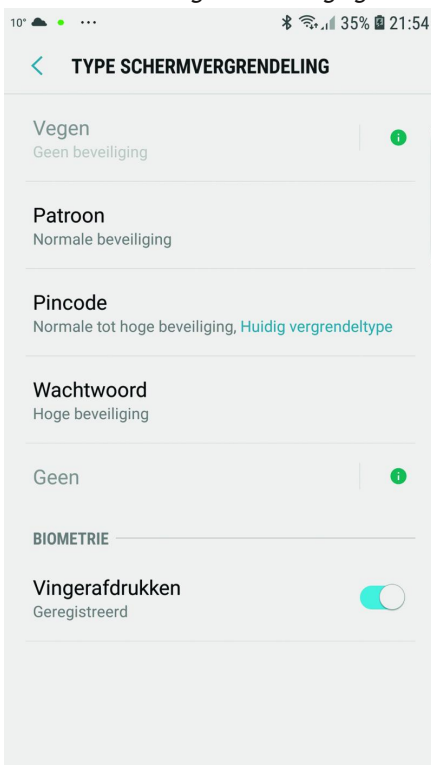 10°
35% 21:54
TYPE SCHERMVERGRENDELING
Vegen
Geen beveiliging
Patroon
Normale beveiliging
Pincode
Normale tot hoge beveiliging, Huidig vergrendeltype
Wachtwoord
Hoge beveiliging
Geen
BIOMETRIE
Vingerafdrukken
Geregistreerd